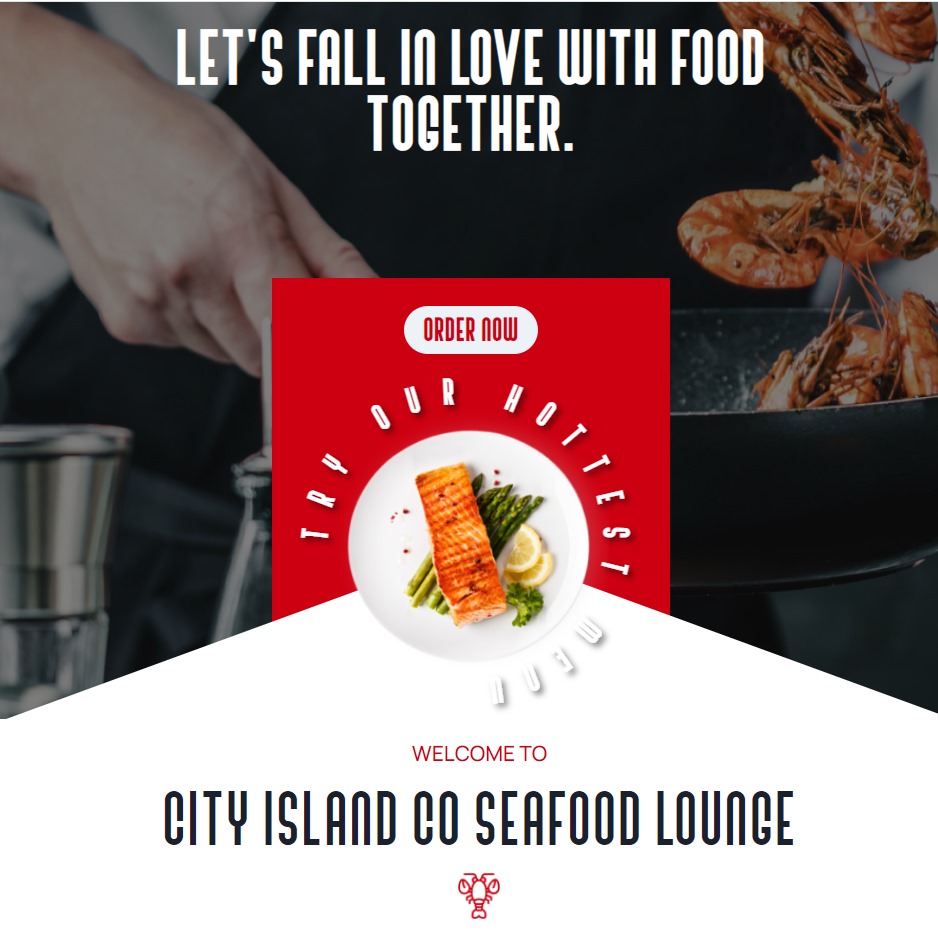 LET'S FALL IN LOVE WITH FOOD
TOGETHER.
ORDER NOW
TRY OUR HOTTEST MENU
WELCOME TO
CITY ISLAND CO SEAFOOD LOUNGE